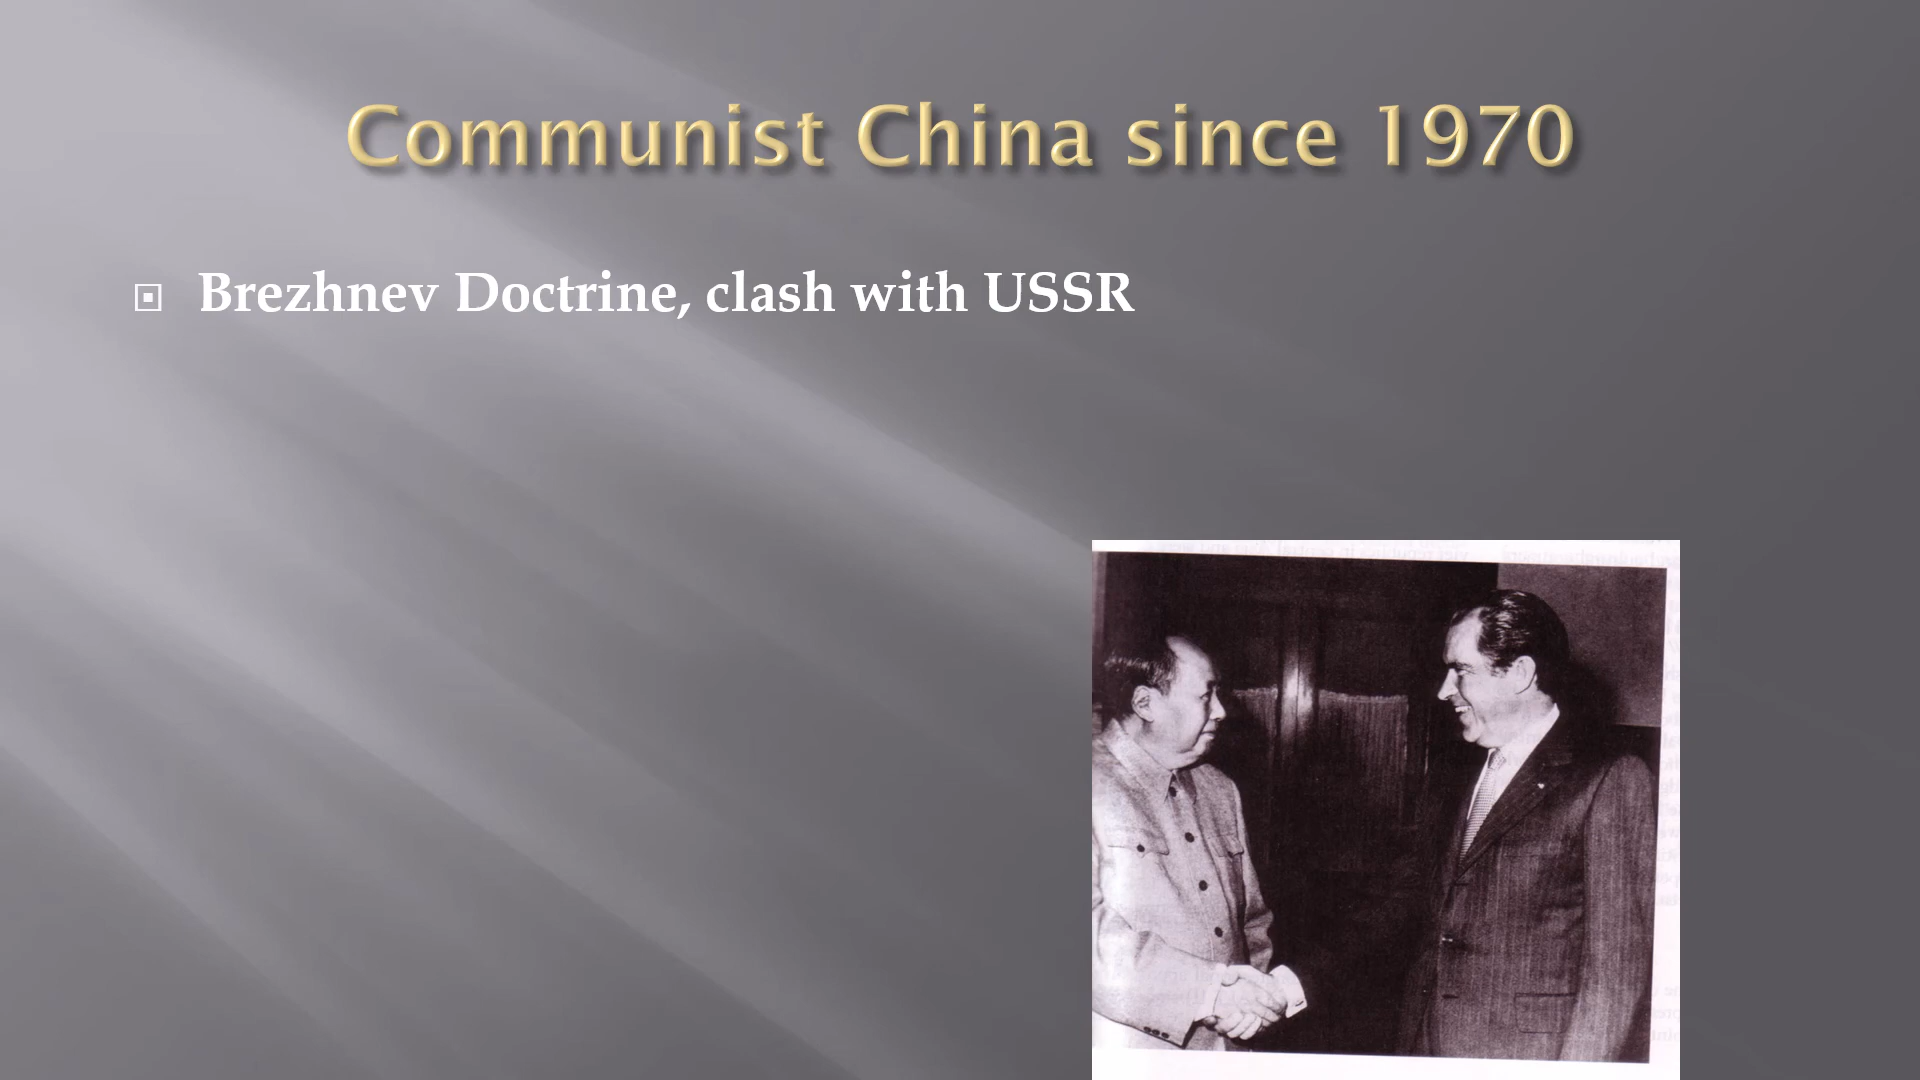 Communist China since 1970
Brezhnev Doctrine, clash with USSR